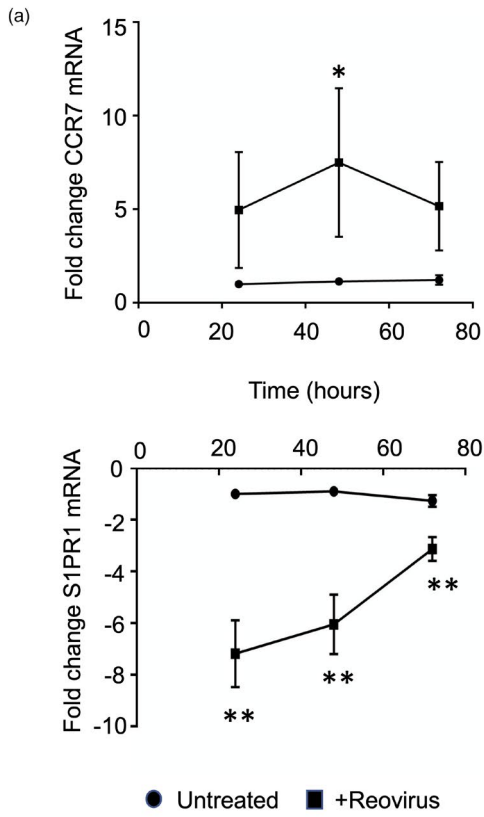 (a)
Fold change CCR7 mRNA
15
*
10
5
0
0 20 40 60 80
Time (hours)
Fold change S1PR1 mRNA
0 20 40 60 80
0
-2
-4
**
-6
**
-8
**
-10
Untreated +Reovirus